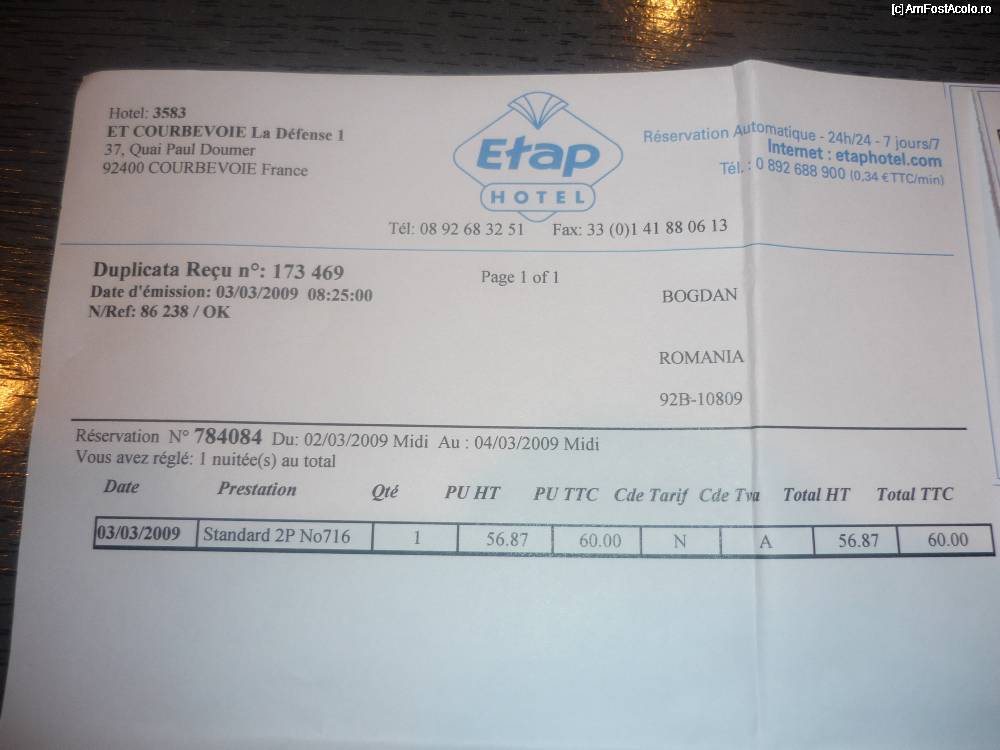 [c] AmFostAcolo.ro
Hotel: 3583
ET COURBEVOIE La Défense 1
37, Quai Paul Doumer
92400 COURBEVOIE France
Etap
HOTEL
Réservation Automatique - 24h/24 - 7 jours/7
Internet : etaphotel.com
Tél. : 0 892 688 900 (0,34 €TTC/min)
Tél: 08 92 68 32 51 Fax: 33 (0)1 41 88 06 13
Duplicata Reçu n°: 173 469
Date d'émission: 03/03/2009 08:25:00
N/Ref: 86 238 / OK
Page 1 of 1
BOGDAN
ROMANIA
92B-10809
Réservation N° 784084 Du: 02/03/2009 Midi Au : 04/03/2009 Midi
Vous avez réglé: 1 nuitée(s) au total
Date Prestation Qté PU HT PU TTC Cde Tarif Cde Tva Total HT Total TTC
03/03/2009 Standard 2P No716 1 56.87 60.00 N A 56.87 60.00